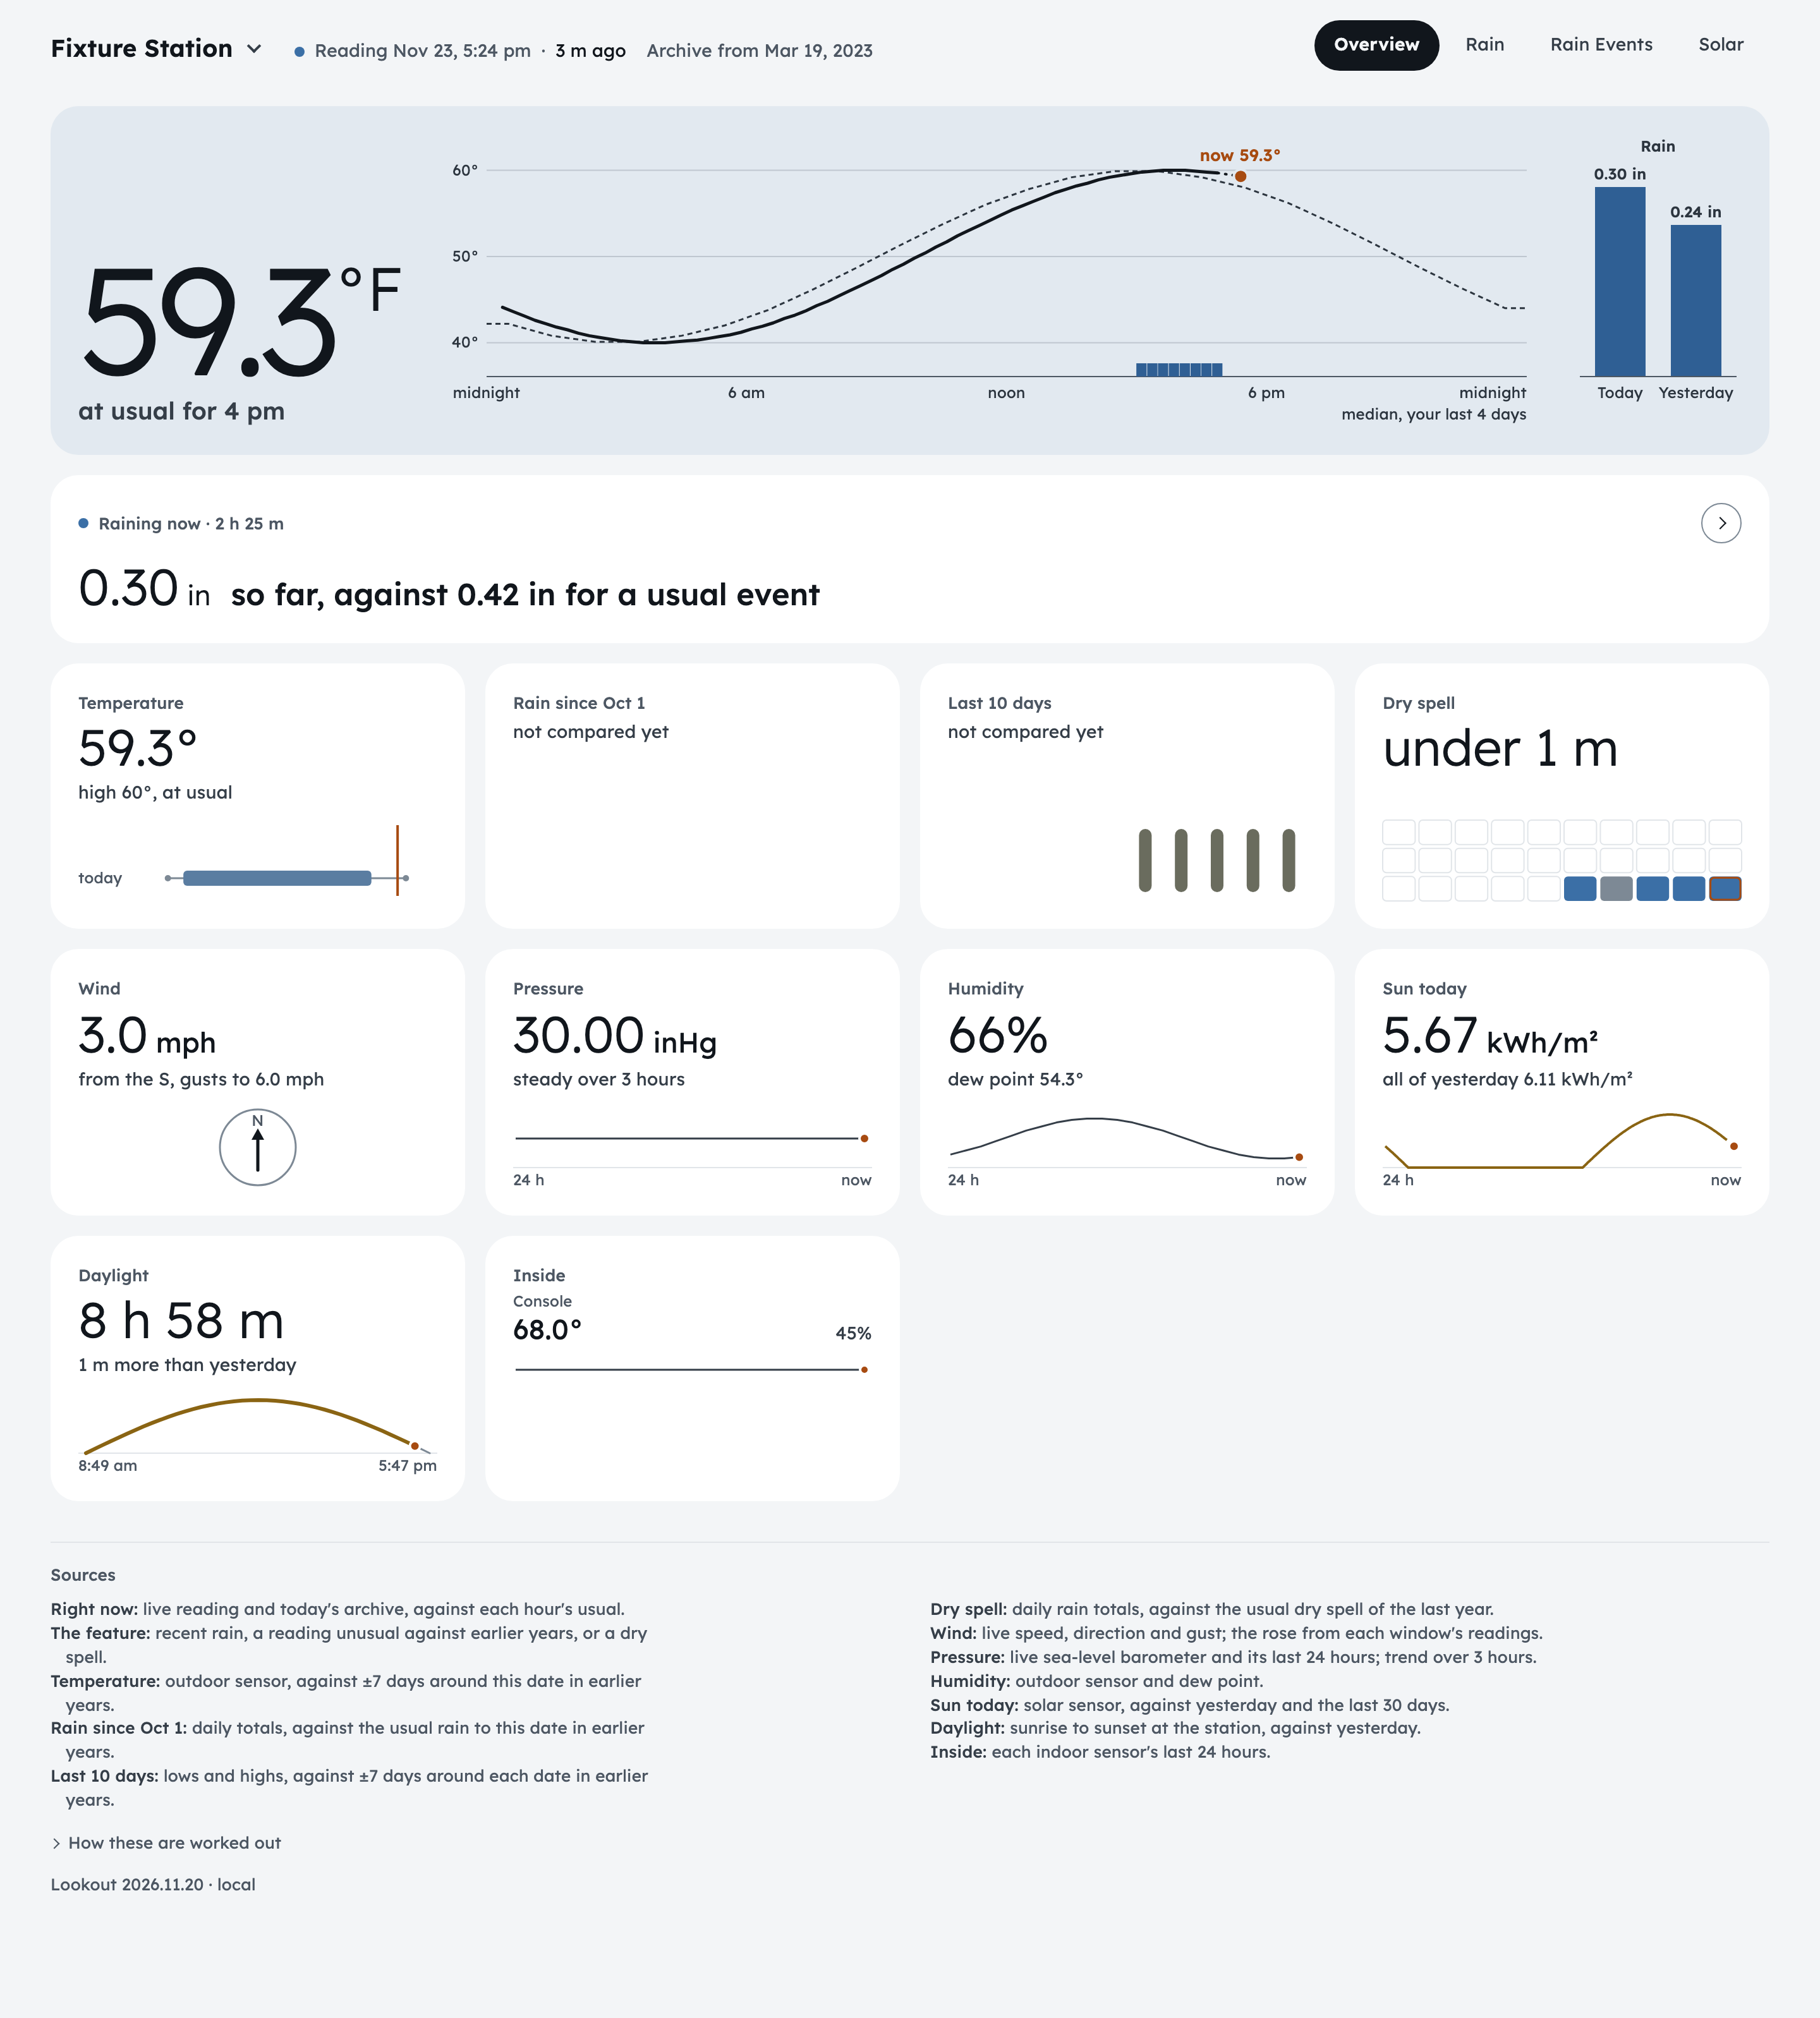 Fixture Station
Reading Nov 23, 5:24 pm · 3 m ago Archive from Mar 19, 2023
Overview Rain Rain Events Solar
59.3°F
at usual for 4 pm
now 59.3°
60°
50°
40°
midnight 6 am noon 6 pm midnight
median, your last 4 days
Rain
0.30 in
0.24 in
Today Yesterday
Raining now · 2 h 25 m
0.30 in so far, against 0.42 in for a usual event
Temperature
59.3°
high 60°, at usual
today
Rain since Oct 1
not compared yet
Last 10 days
not compared yet
Dry spell
under 1 m
Wind
3.0 mph
from the S, gusts to 6.0 mph
N
Pressure
30.00 inHg
steady over 3 hours
24 h now
Humidity
66%
dew point 54.3°
24 h now
Sun today
5.67 kWh/m²
all of yesterday 6.11 kWh/m²
24 h now
Daylight
8 h 58 m
1 m more than yesterday
8:49 am 5:47 pm
Inside
Console
68.0° 45%
Sources
Right now: live reading and today's archive, against each hour's usual.
The feature: recent rain, a reading unusual against earlier years, or a dry
spell.
Temperature: outdoor sensor, against ±7 days around this date in earlier
years.
Rain since Oct 1: daily totals, against the usual rain to this date in earlier
years.
Last 10 days: lows and highs, against ±7 days around each date in earlier
years.
Dry spell: daily rain totals, against the usual dry spell of the last year.
Wind: live speed, direction and gust; the rose from each window's readings.
Pressure: live sea-level barometer and its last 24 hours; trend over 3 hours.
Humidity: outdoor sensor and dew point.
Sun today: solar sensor, against yesterday and the last 30 days.
Daylight: sunrise to sunset at the station, against yesterday.
Inside: each indoor sensor's last 24 hours.
How these are worked out
Lookout 2026.11.20 · local